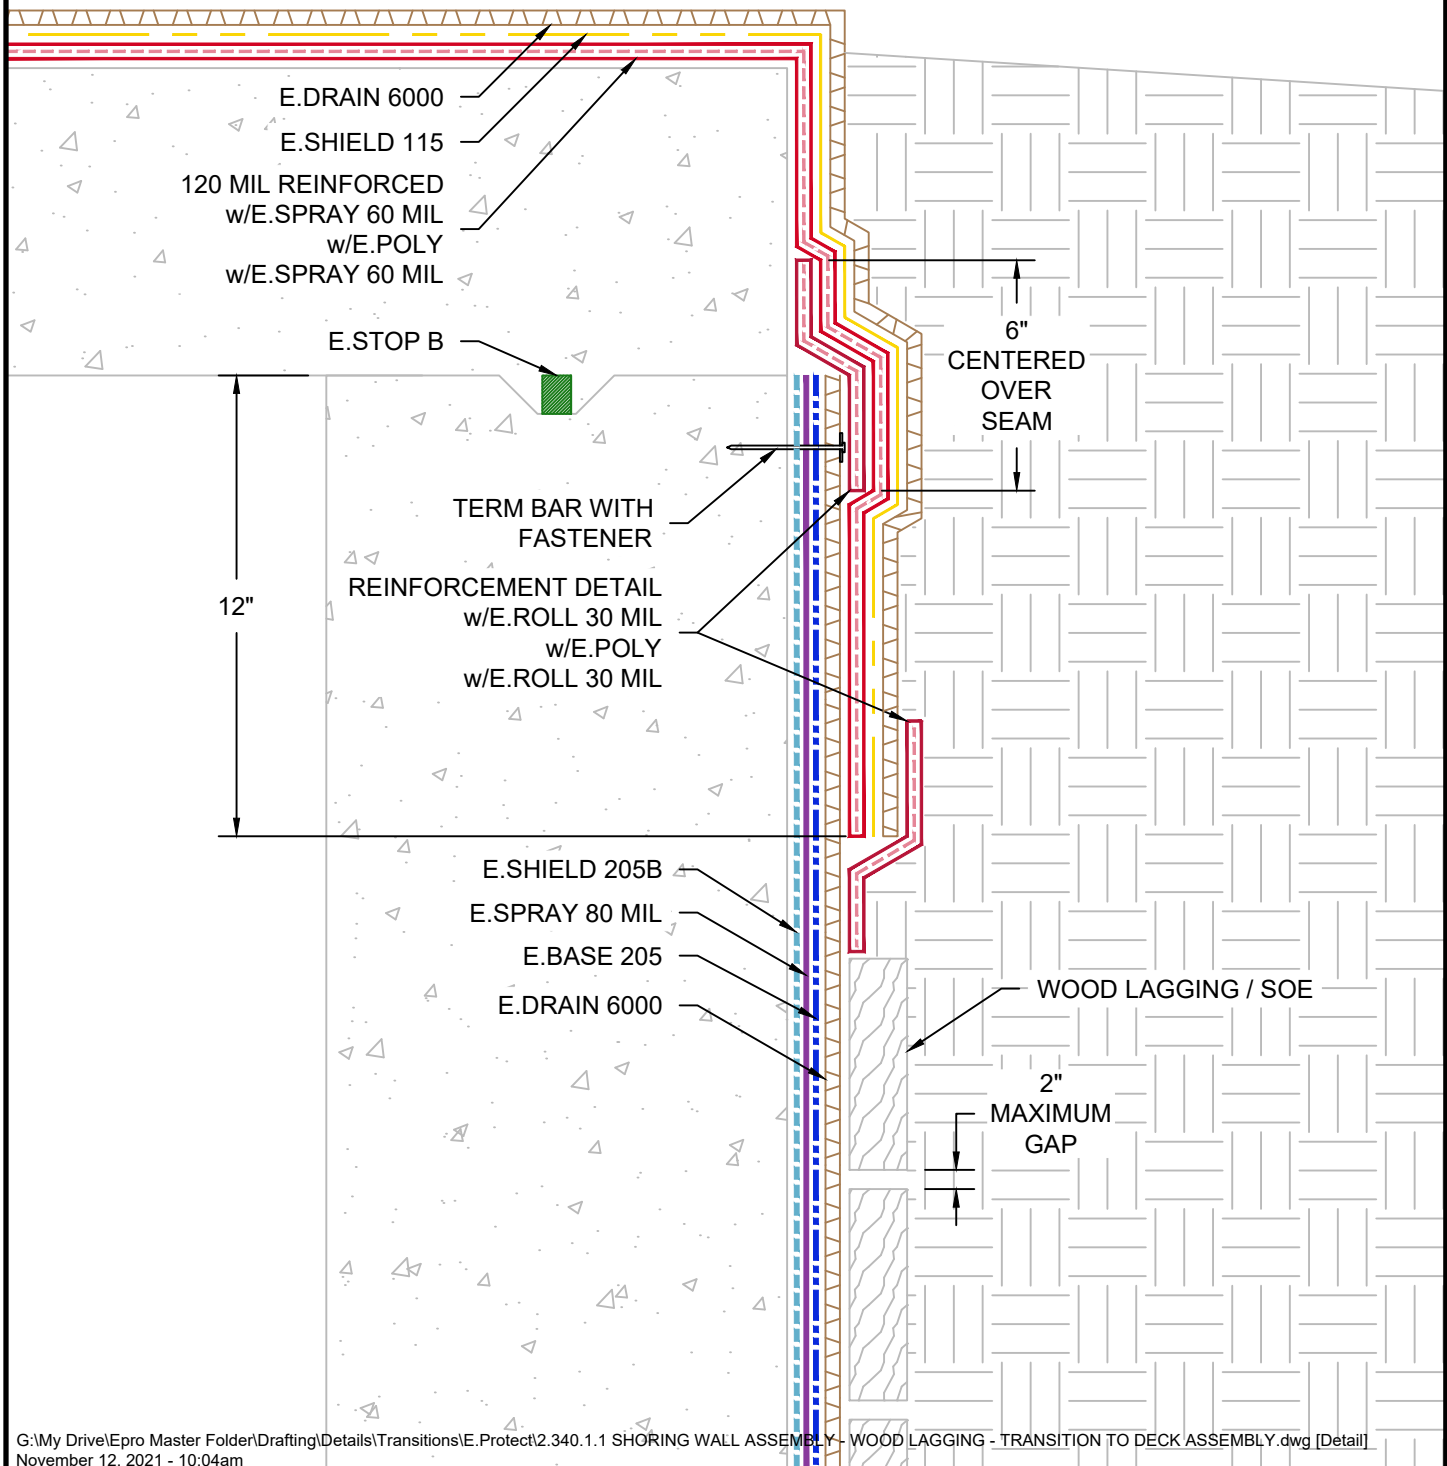 E.DRAIN 6000
E.SHIELD 115
120 MIL REINFORCED
w/E.SPRAY 60 MIL
w/E.POLY
w/E.SPRAY 60 MIL
E.STOP B
6"
CENTERED
OVER
SEAM
TERM BAR WITH
FASTENER
REINFORCEMENT DETAIL
w/E.ROLL 30 MIL
w/E.POLY
w/E.ROLL 30 MIL
12"
E.SHIELD 205B
E.SPRAY 80 MIL
E.BASE 205
E.DRAIN 6000
WOOD LAGGING / SOE
2"
MAXIMUM
GAP
G:\My Drive\Epro Master Folder\Drafting\Details\Transitions\E.Protect\2.340.1.1 SHORING WALL ASSEMBLY - WOOD LAGGING - TRANSITION TO DECK ASSEMBLY.dwg [Detail]
November 12, 2021 - 10:04am